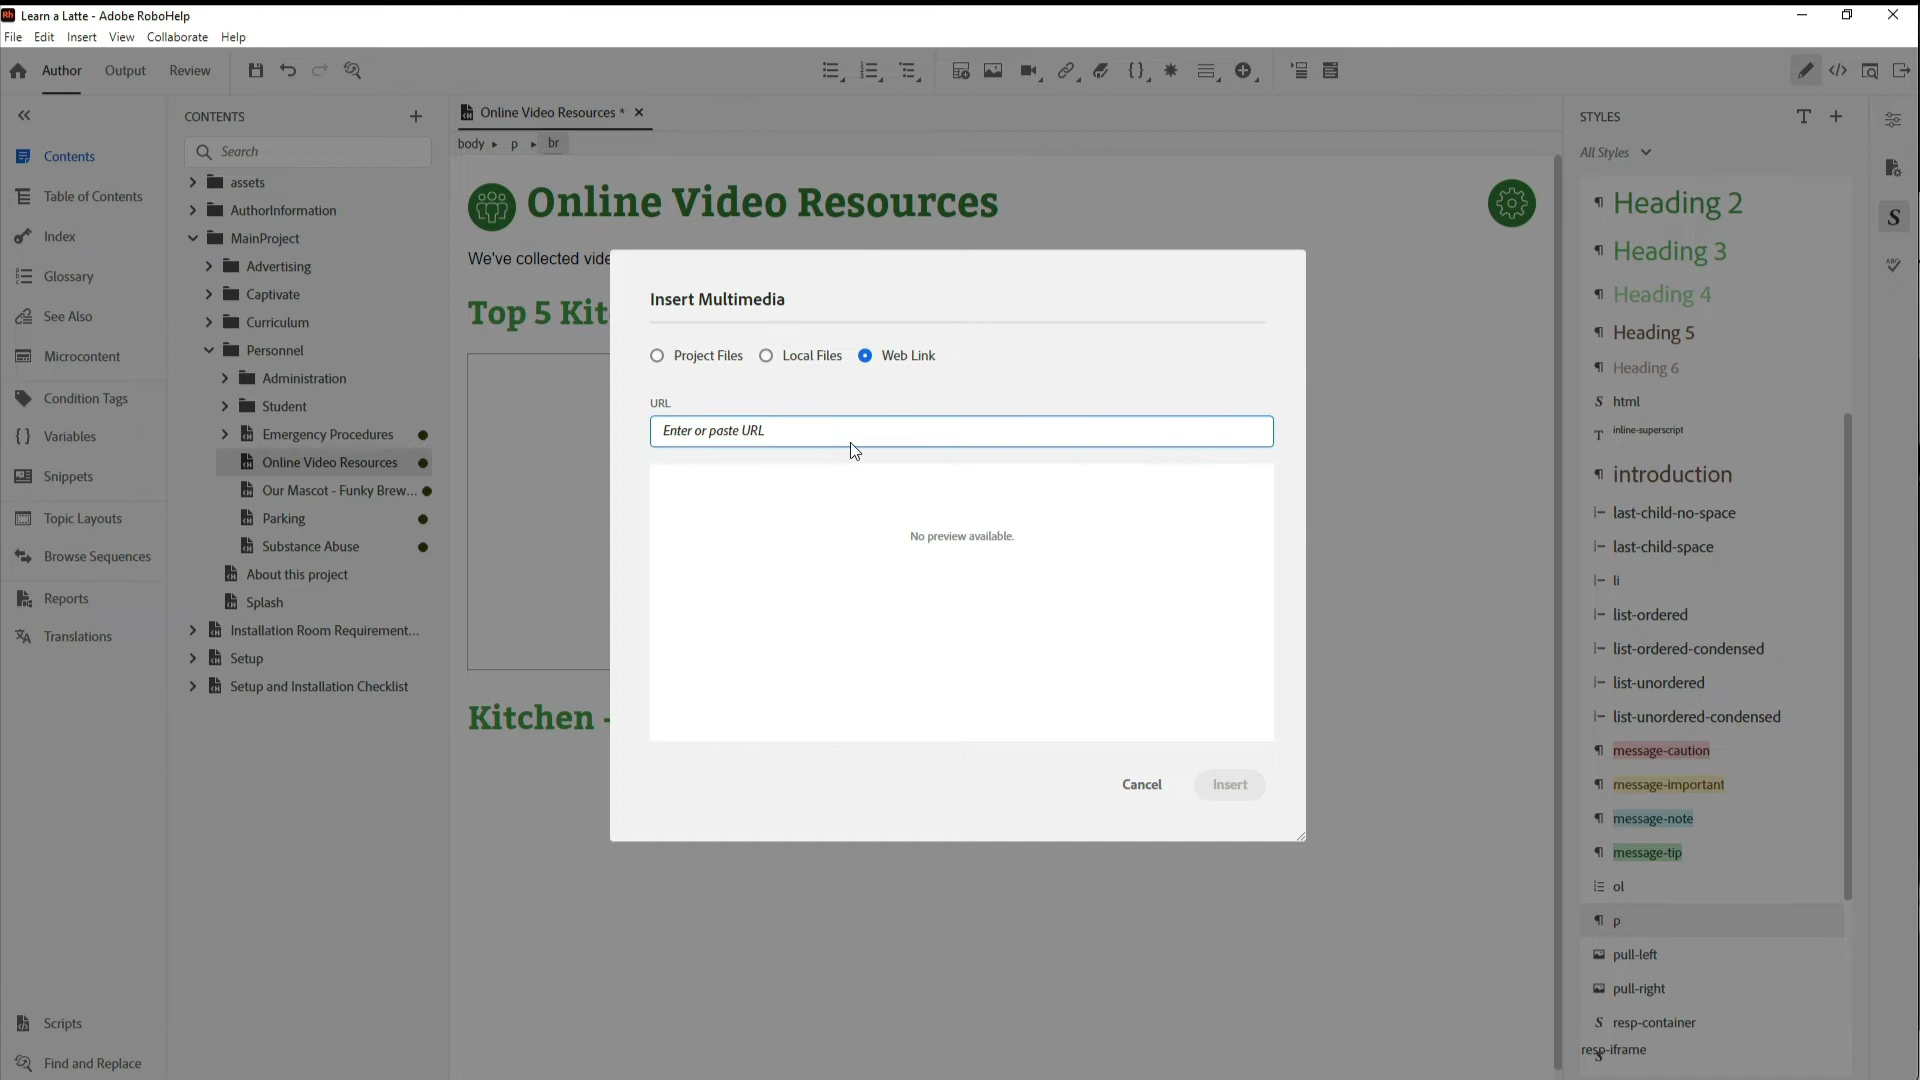 Learn a Latte - Adobe RoboHelp
File Edit Insert View Collaborate Help
Author Output Review
Contents
Table of Contents
Index
Glossary
See Also
Microcontent
Condition Tags
Variables
Snippets
Topic Layouts
Browse Sequences
Reports
Translations
Scripts
Find and Replace
CONTENTS
Search
assets
AuthorInformation
MainProject
Advertising
Captivate
Curriculum
Personnel
Administration
Student
Emergency Procedures
Online Video Resources
Our Mascot - Funky Brew...
Parking
Substance Abuse
About this project
Splash
Installation Room Requirement...
Setup
Setup and Installation Checklist
Online Video Resources *
body p br
Online Video Resources
We've collected vide
Top 5 Kit
Kitchen -
Insert Multimedia
Project Files Local Files Web Link
URL
Enter or paste URL
No preview available.
Cancel Insert
STYLES
All Styles
Heading 2
Heading 3
Heading 4
Heading 5
Heading 6
html
inline-superscript
introduction
last-child-no-space
last-child-space
li
list-ordered
list-ordered-condensed
list-unordered
list-unordered-condensed
message-caution
message-important
message-note
message-tip
ol
p
pull-left
pull-right
resp-container
resp-iframe